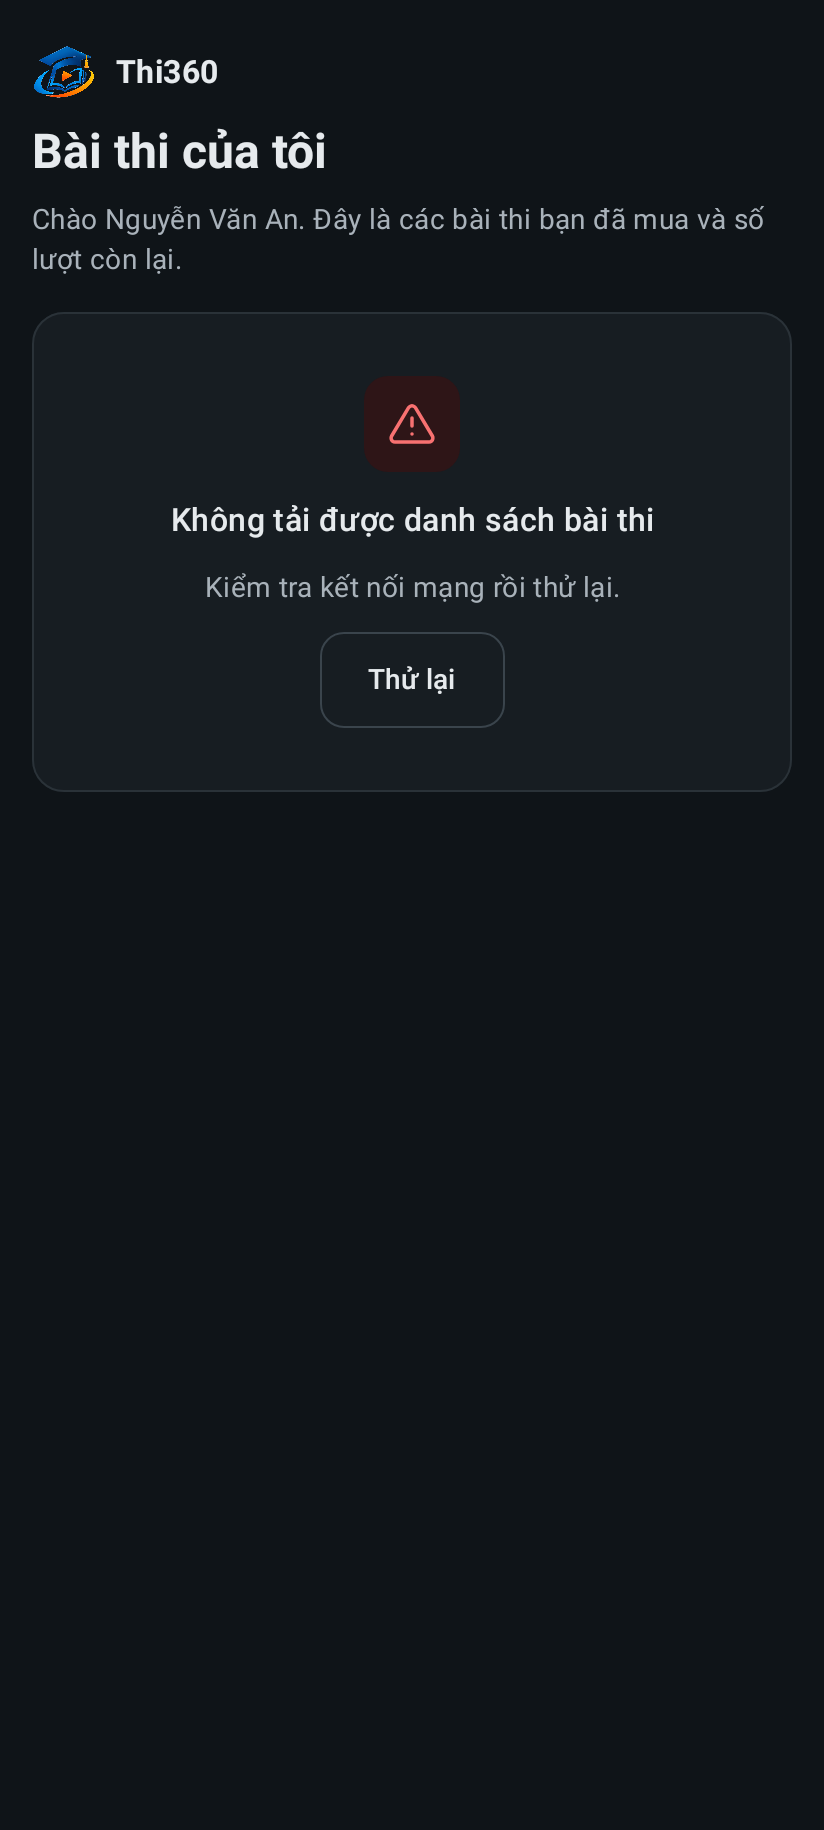 Thi360
Bài thi của tôi
Chào Nguyễn Văn An. Đây là các bài thi bạn đã mua và số
lượt còn lại.
Không tải được danh sách bài thi
Kiểm tra kết nối mạng rồi thử lại.
Thử lại